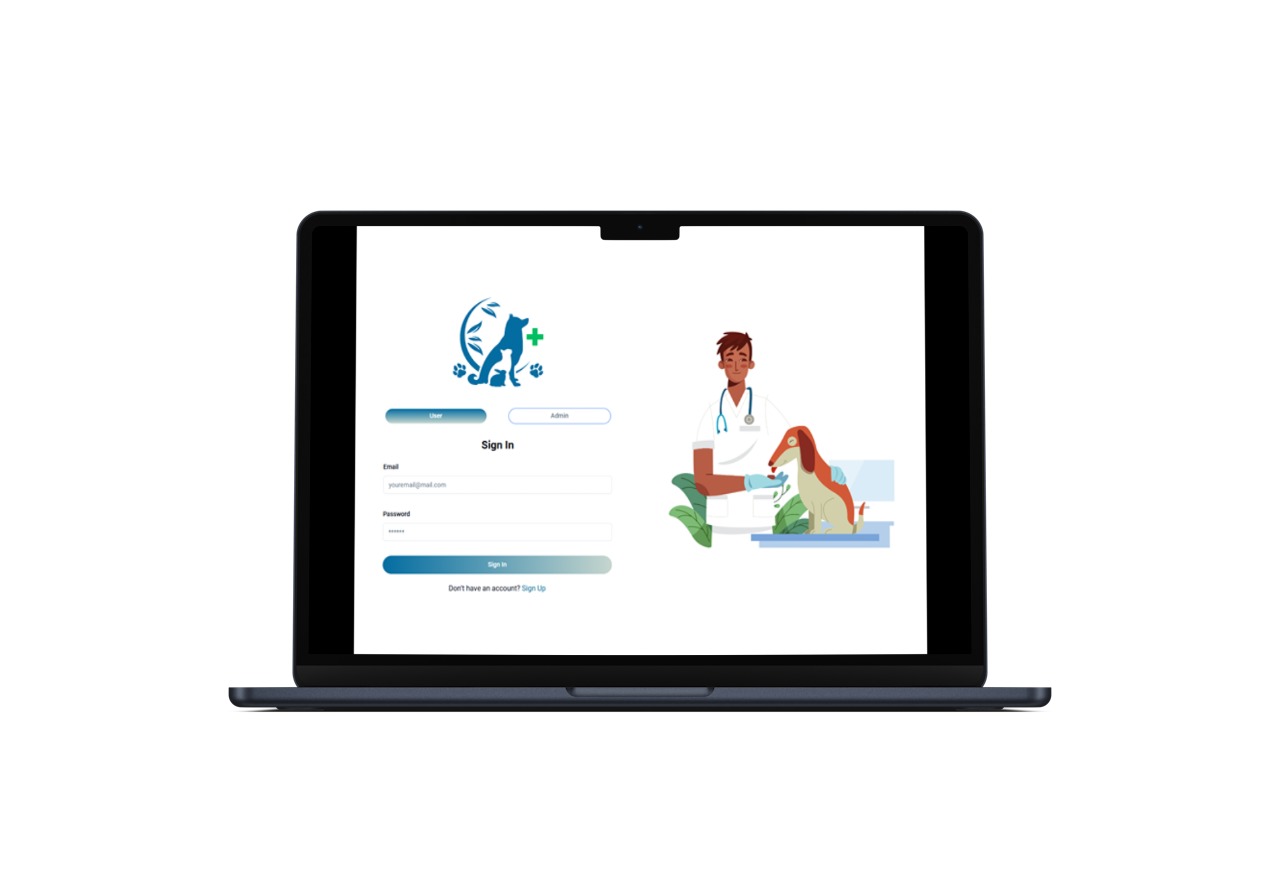 User
Admin
Sign In
Email
youremail@mail.com
Password
******
Sign In
Don't have an account? Sign Up